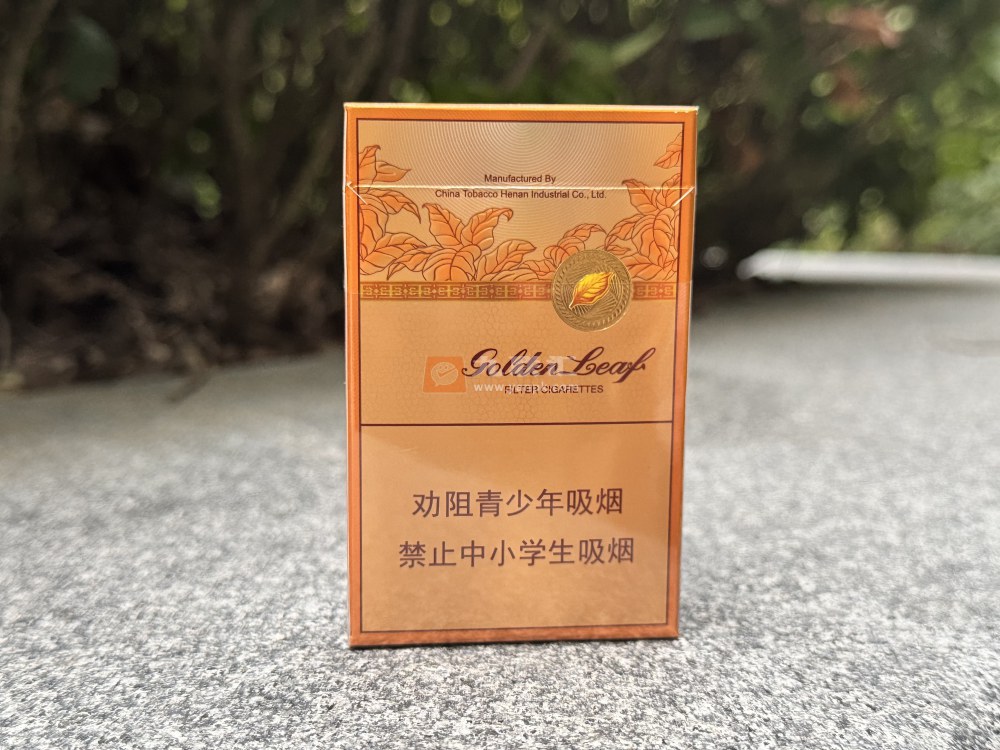 Manufactured By
China Tobacco Henan Industrial Co., Ltd.
Golden Leaf
FILTER CIGARETTES
劝阻青少年吸烟
禁止中小学生吸烟